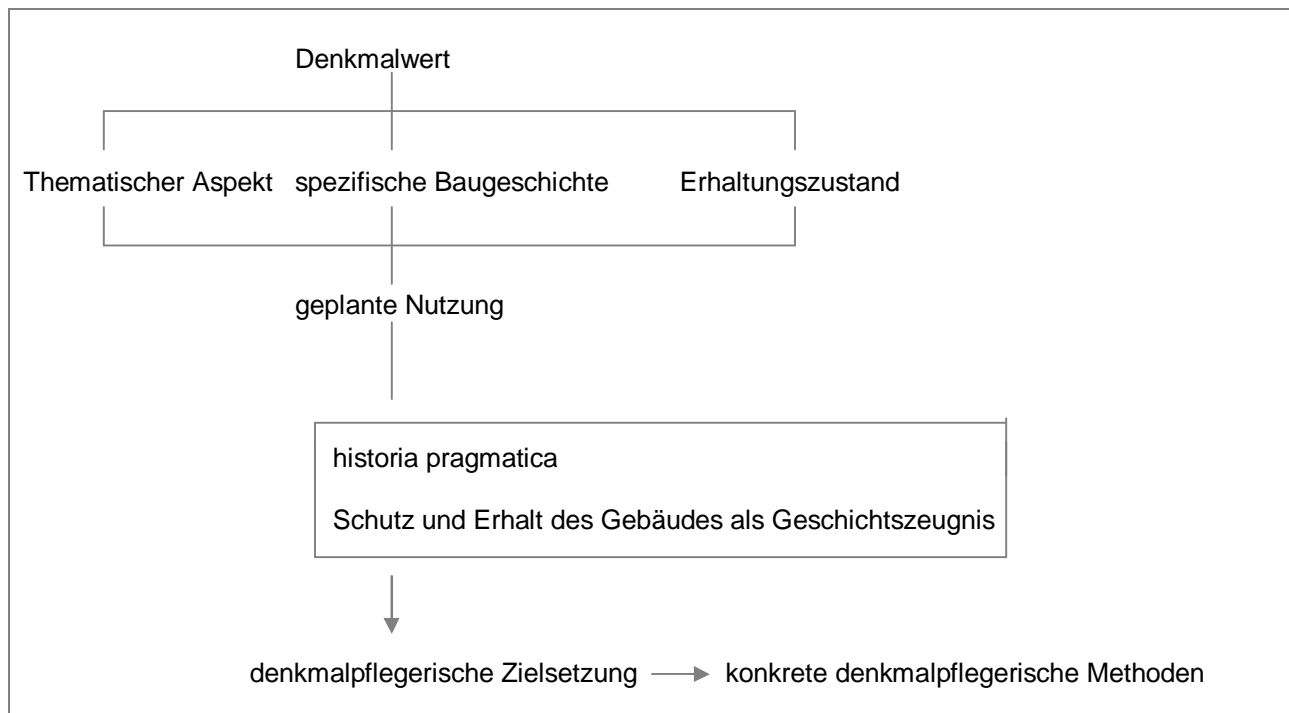 Denkmalwert
Thematischer Aspekt spezifische Baugeschichte Erhaltungszustand
geplante Nutzung
historia pragmatica
Schutz und Erhalt des Gebäudes als Geschichtszeugnis
denkmalpflegerische Zielsetzung konkrete denkmalpflegerische Methoden